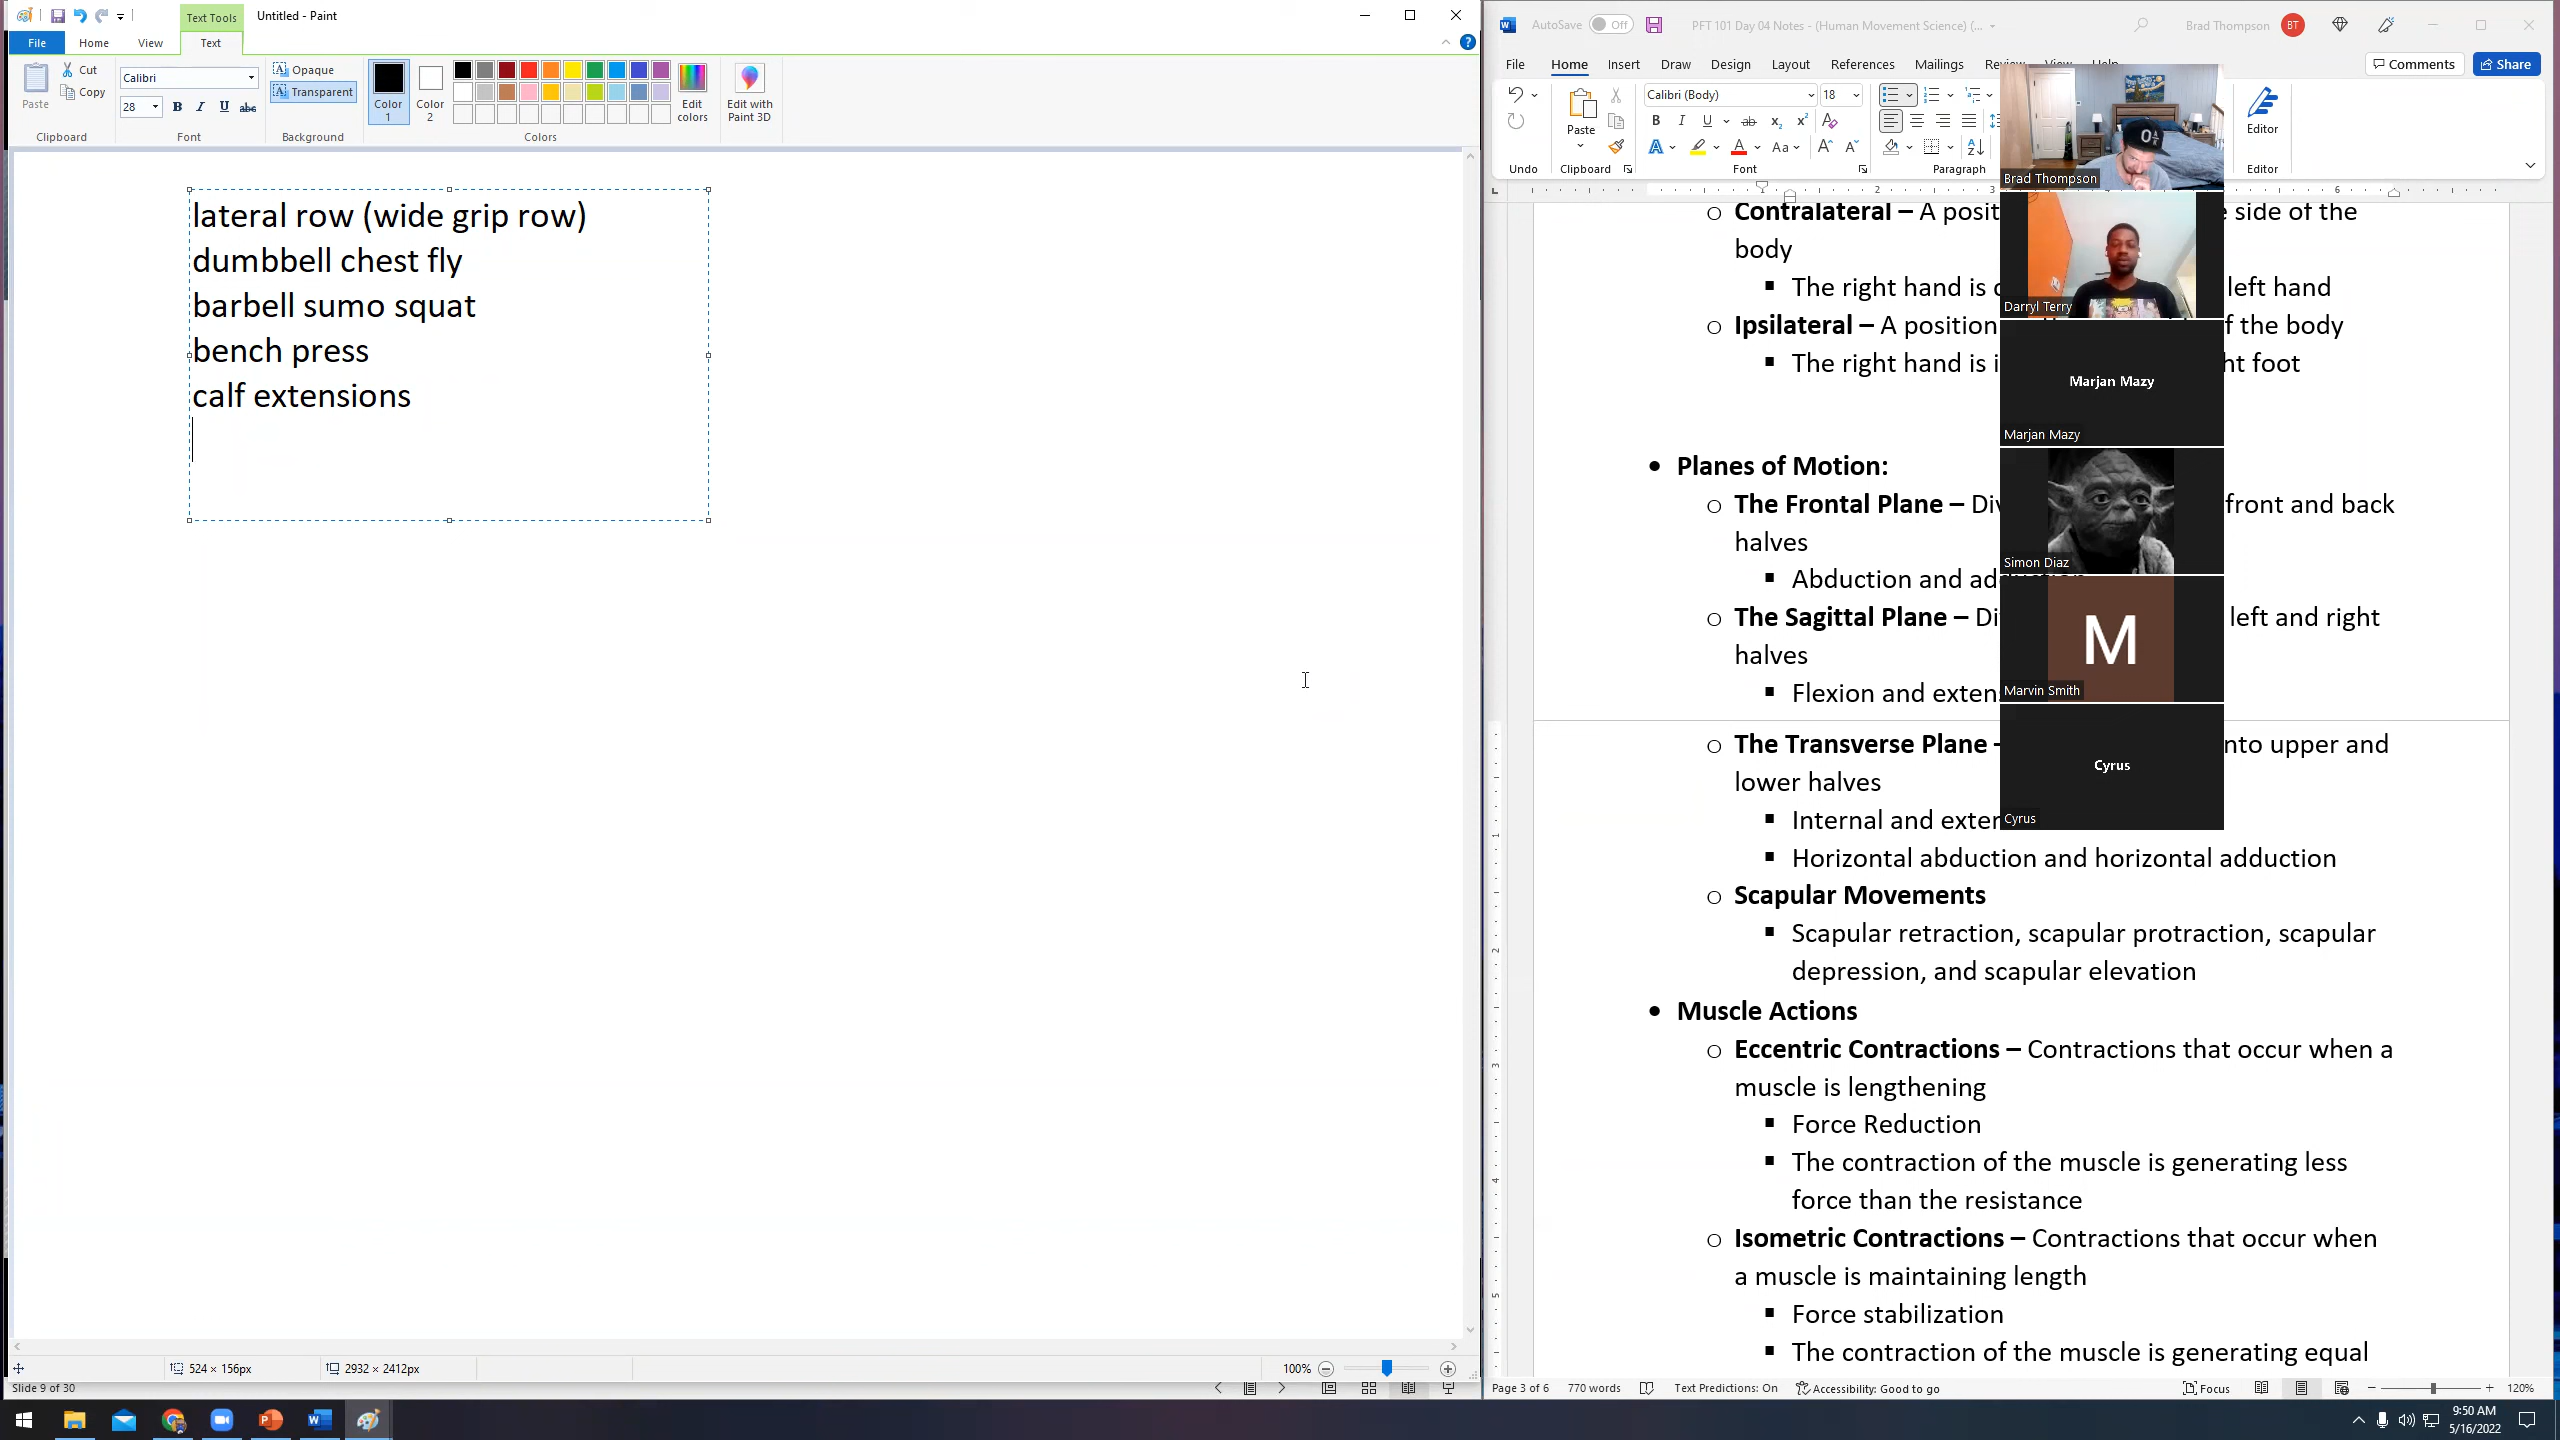 Text Tools
Untitled - Paint
File
Home
View
Text
Cut
Copy
Paste
Clipboard
Calibri
28
B I U abc
Font
Opaque
Transparent
Background
Color 1
Color 2
Edit colors
Edit with Paint 3D
Colors
lateral row (wide grip row)
dumbbell chest fly
barbell sumo squat
bench press
calf extensions
524 × 156px
2932 × 2412px
100%
Slide 9 of 30
AutoSave Off
PFT 101 Day 04 Notes - (Human Movement Science) (...
Brad Thompson BT
File Home Insert Draw Design Layout References Mailings Review View Help
Comments
Share
Undo
Paste
Clipboard
Calibri (Body) 18
Font
Paragraph
Editor
Editor
Contralateral – A posit
e side of the
body
The right hand is
left hand
Ipsilateral – A position
f the body
The right hand is i
ht foot
Planes of Motion:
The Frontal Plane –
front and back
halves
Abduction and
The Sagittal Plane –
left and right
halves
Flexion and
The Transverse Plane
nto upper and
lower halves
Internal and
Horizontal abduction and horizontal adduction
Scapular Movements
Scapular retraction, scapular protraction, scapular
depression, and scapular elevation
Muscle Actions
Eccentric Contractions – Contractions that occur when a
muscle is lengthening
Force Reduction
The contraction of the muscle is generating less
force than the resistance
Isometric Contractions – Contractions that occur when
a muscle is maintaining length
Force stabilization
The contraction of the muscle is generating equal
Brad Thompson
Darryl Terry
Marjan Mazy
Marjan Mazy
Simon Diaz
M
Marvin Smith
Cyrus
Cyrus
Page 3 of 6
770 words
Text Predictions: On
Accessibility: Good to go
Focus
120%
9:50 AM
5/16/2022